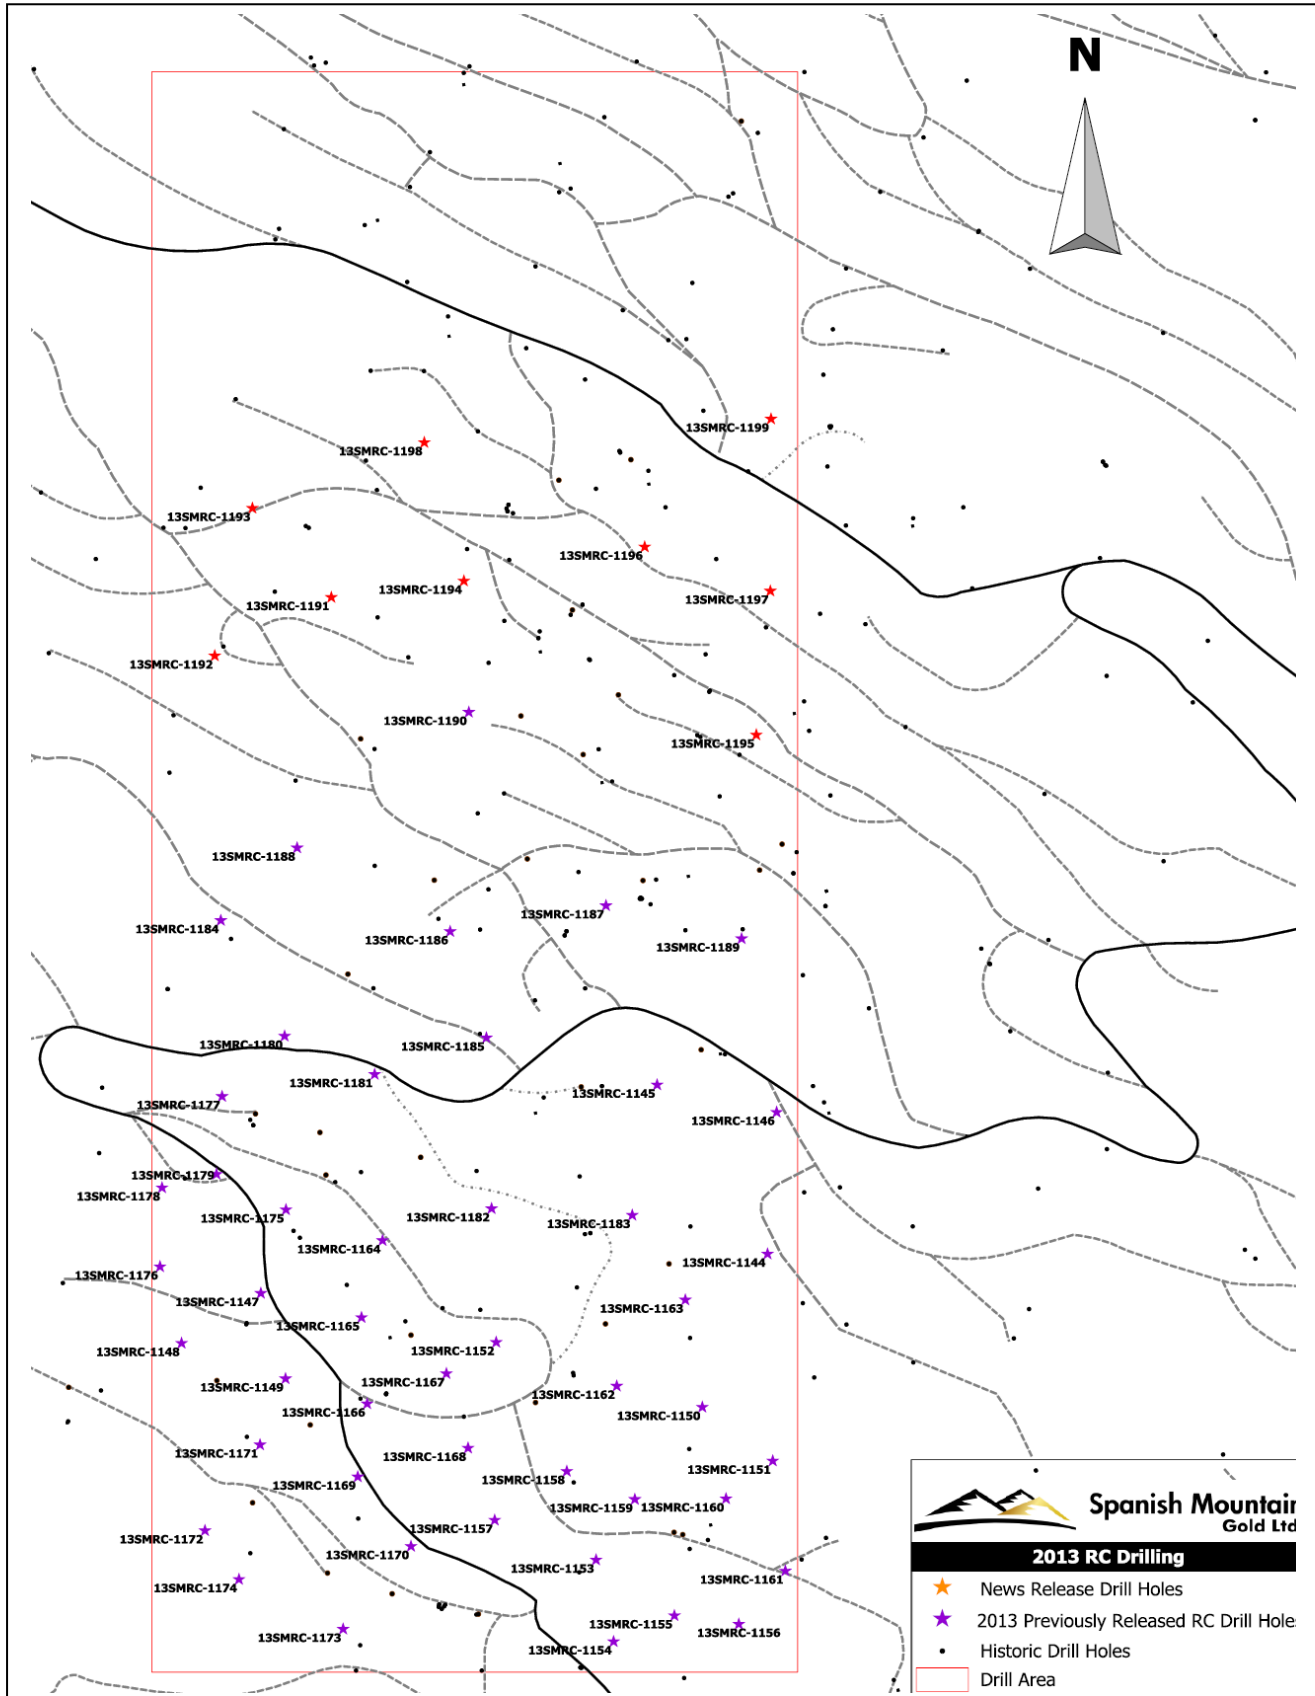 N
13SMRC-1199
13SMRC-1198
13SMRC-1193
13SMRC-1196
13SMRC-1194
13SMRC-1197
13SMRC-1191
13SMRC-1192
13SMRC-1190
13SMRC-1195
13SMRC-1188
13SMRC-1187
13SMRC-1184
13SMRC-1186
13SMRC-1189
13SMRC-1180
13SMRC-1185
13SMRC-1181
13SMRC-1145
13SMRC-1177
13SMRC-1146
13SMRC-1179
13SMRC-1178
13SMRC-1175
13SMRC-1182
13SMRC-1183
13SMRC-1164
13SMRC-1144
13SMRC-1176
13SMRC-1147
13SMRC-1163
13SMRC-1165
13SMRC-1148
13SMRC-1152
13SMRC-1149
13SMRC-1167
13SMRC-1162
13SMRC-1166
13SMRC-1150
13SMRC-1171
13SMRC-1168
13SMRC-1151
13SMRC-1158
13SMRC-1169
13SMRC-1159
13SMRC-1160
13SMRC-1157
13SMRC-1172
13SMRC-1170
13SMRC-1153
13SMRC-1161
13SMRC-1174
13SMRC-1155
13SMRC-1156
13SMRC-1173
13SMRC-1154
Spanish Mountain
Gold Ltd
2013 RC Drilling
News Release Drill Holes
2013 Previously Released RC Drill Holes
Historic Drill Holes
Drill Area